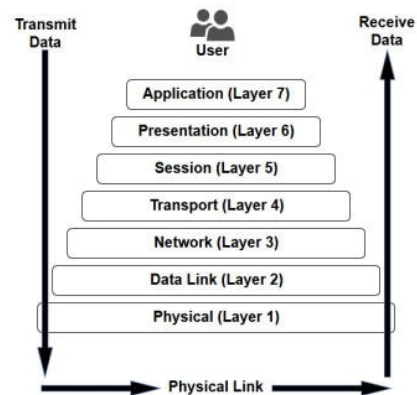 Transmit
Data
User
Receive
Data
Application (Layer 7)
Presentation (Layer 6)
Session (Layer 5)
Transport (Layer 4)
Network (Layer 3)
Data Link (Layer 2)
Physical (Layer 1)
Physical Link